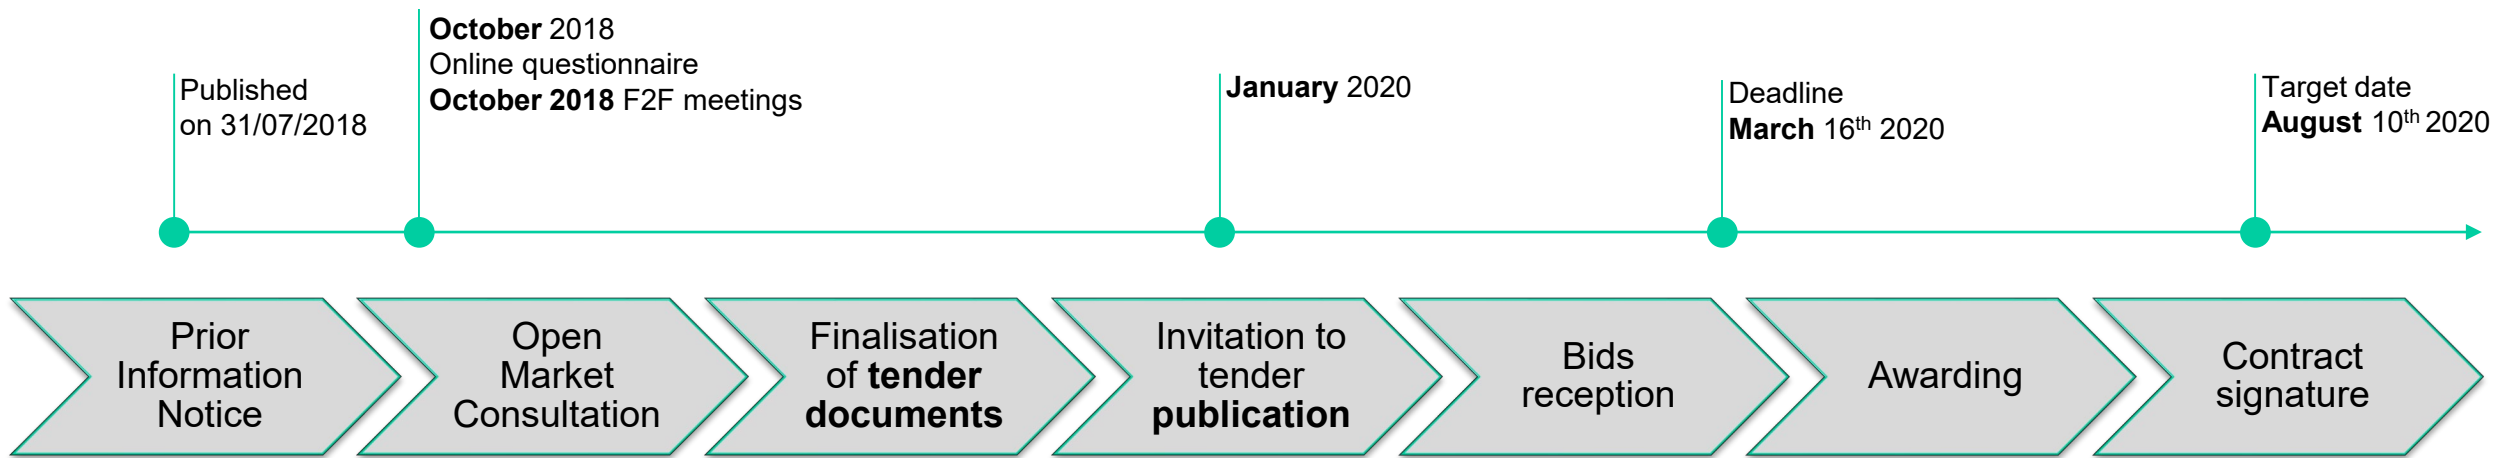 Published
on 31/07/2018
October 2018
Online questionnaire
October 2018 F2F meetings
January 2020
Deadline
March 16th 2020
Target date
August 10th 2020
Prior
Information
Notice
Open
Market
Consultation
Finalisation
of tender
documents
Invitation to
tender
publication
Bids
reception
Awarding
Contract
signature